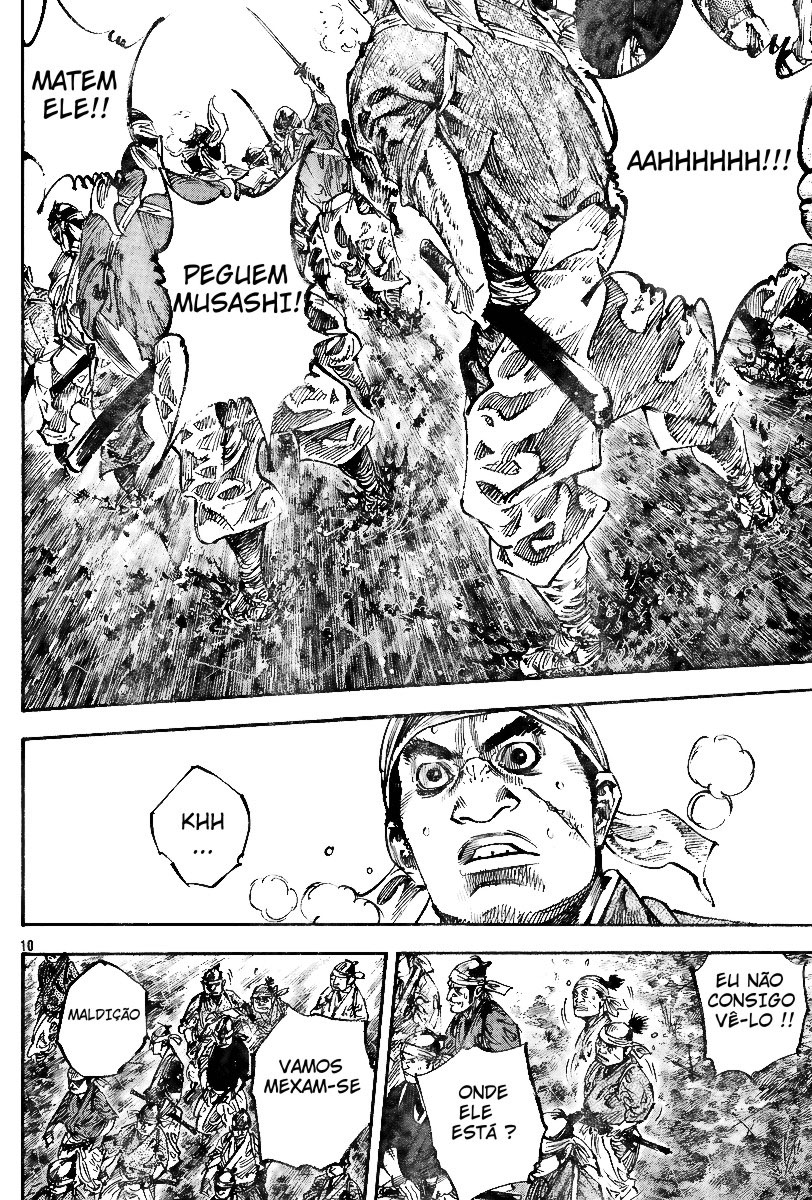 AAHHHHHH!!!
MATEM
ELE!!
PEGUEM
MUSASHI!
KHH
...
10
EU NÃO
CONSIGO
VÊ-LO !!
ONDE
ELE
ESTÁ ?
VAMOS
MEXAM-SE
MALDIÇÃO